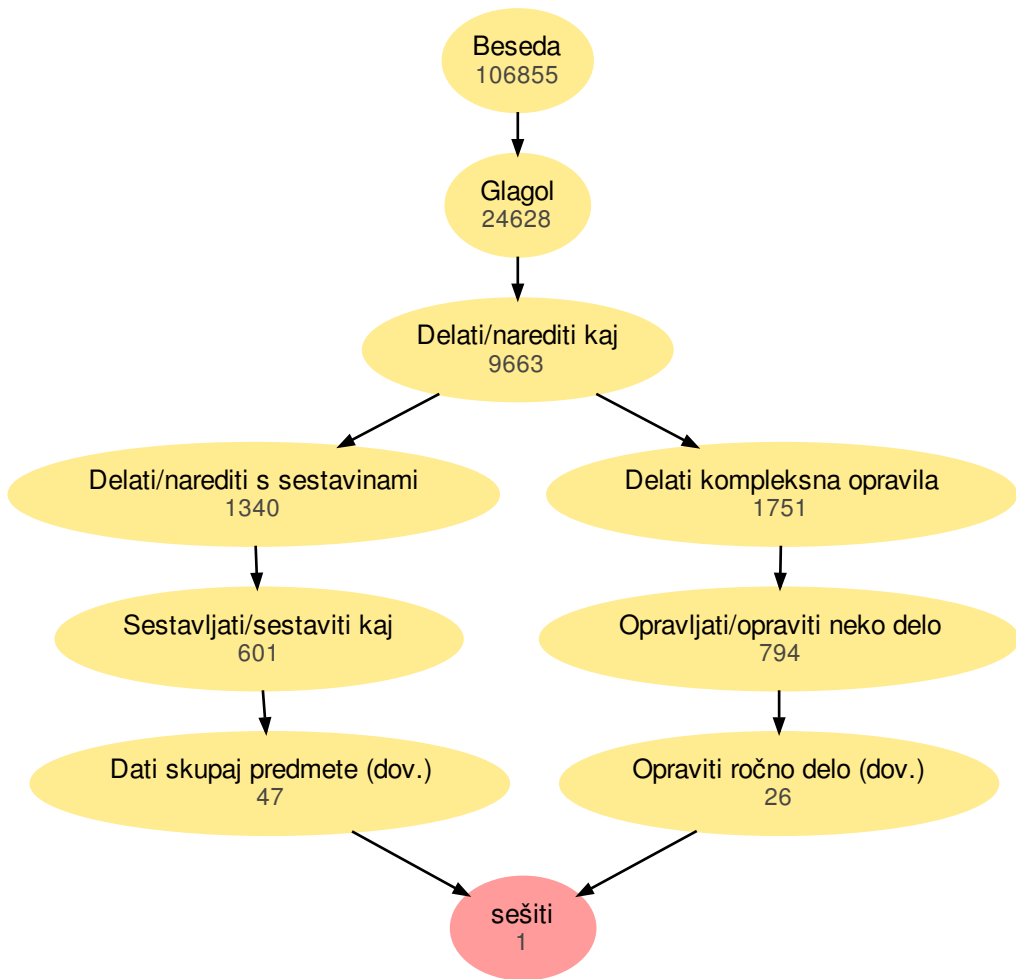 Beseda
106855
Glagol
24628
Delati/narediti kaj
9663
Delati/narediti s sestavinami
1340
Delati kompleksna opravila
1751
Sestavljati/sestaviti kaj
601
Opravljati/opraviti neko delo
794
Dati skupaj predmete (dov.)
47
Opraviti ročno delo (dov.)
26
sešiti
1